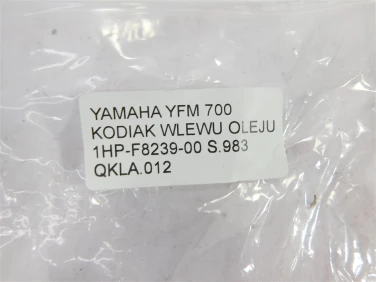 YAMAHA YFM 700
KODIAK WLEWU OLEJU
1HP-F8239-00 S.983
QKLA.012